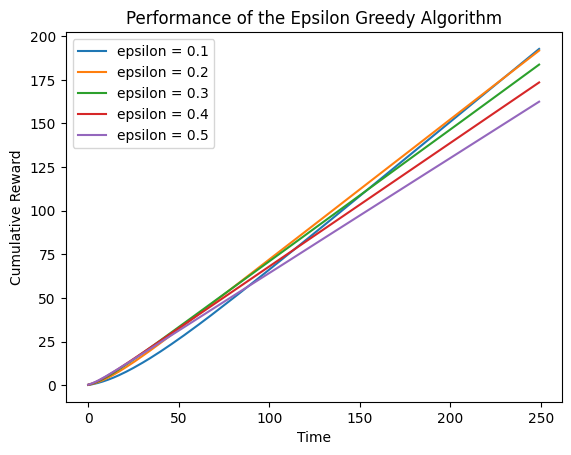 Performance of the Epsilon Greedy Algorithm
200
175
150
125
100
75
50
25
0
Cumulative Reward
epsilon = 0.1
epsilon = 0.2
epsilon = 0.3
epsilon = 0.4
epsilon = 0.5
0 50 100 150 200 250
Time